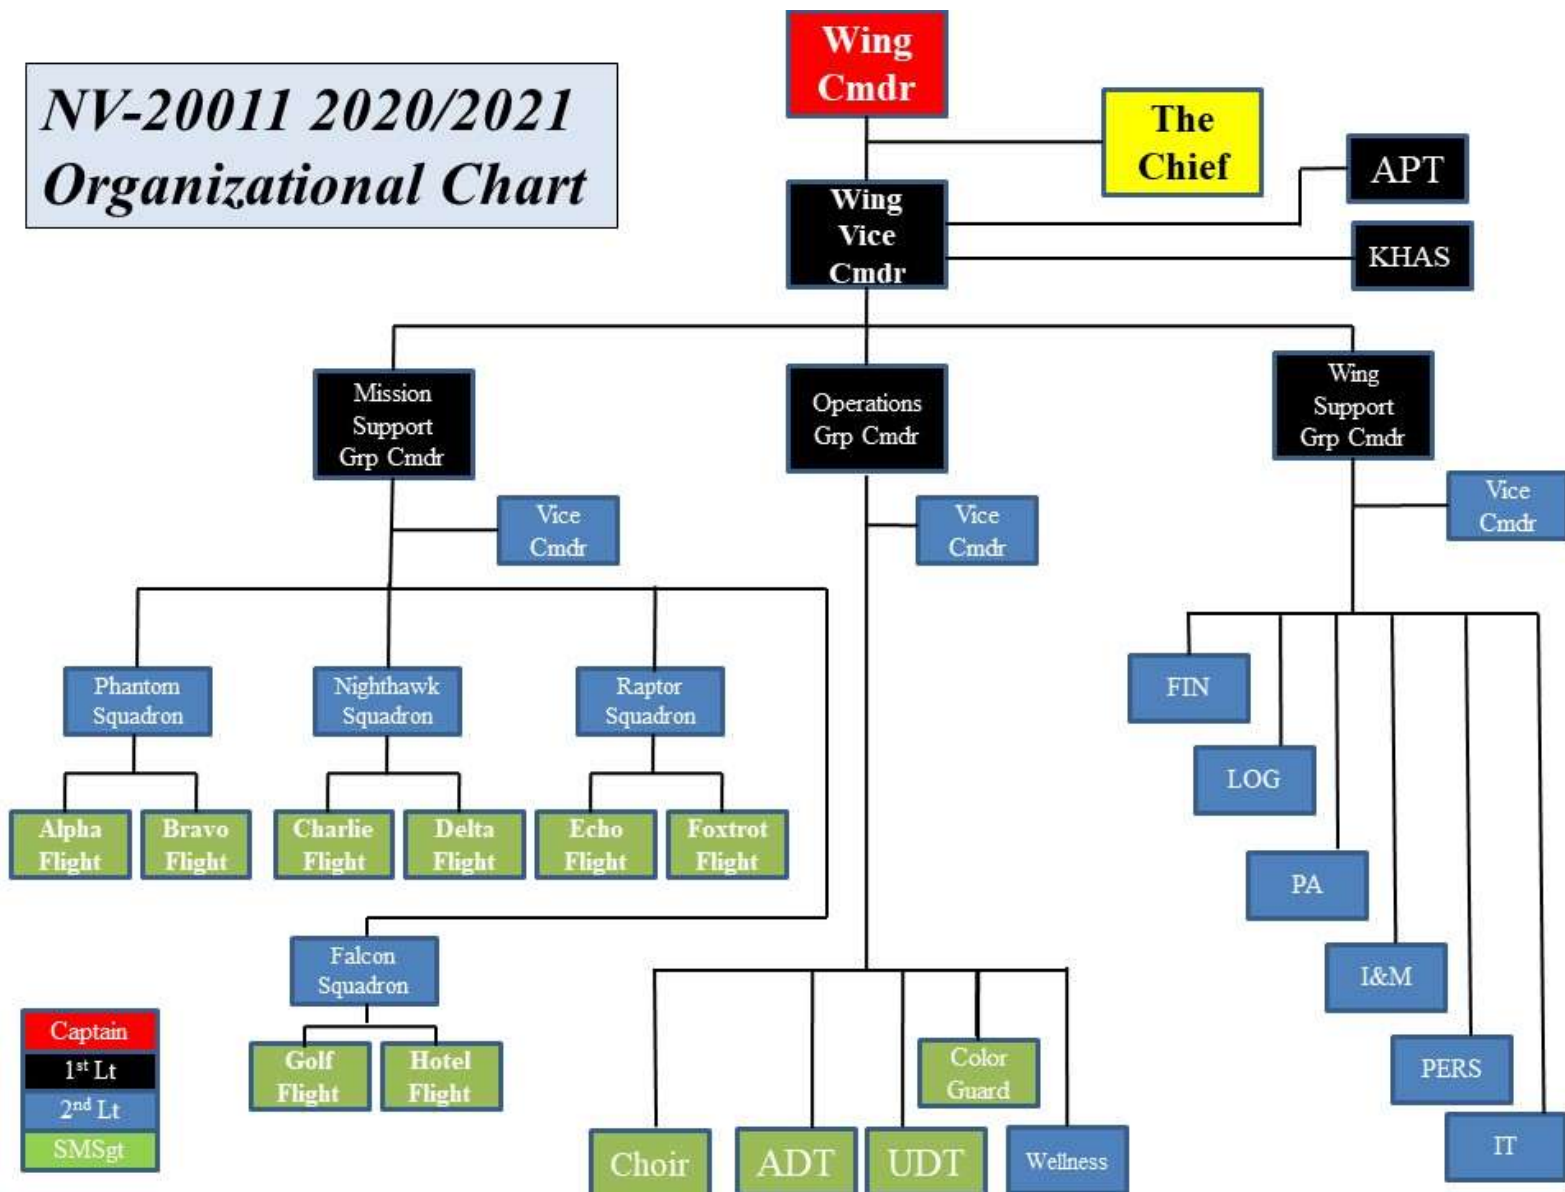 NV-20011 2020/2021
Organizational Chart
Wing
Cmdr
The
Chief
Wing
Vice
Cmdr
APT
KHAS
Mission
Support
Grp Cmdr
Operations
Grp Cmdr
Wing
Support
Grp Cmdr
Vice
Cmdr
Vice
Cmdr
Vice
Cmdr
Phantom
Squadron
Nighthawk
Squadron
Raptor
Squadron
Alpha
Flight
Bravo
Flight
Charlie
Flight
Delta
Flight
Echo
Flight
Foxtrot
Flight
Falcon
Squadron
Golf
Flight
Hotel
Flight
Choir
ADT
UDT
Color
Guard
Wellness
FIN
LOG
PA
I&M
PERS
IT
Captain
1st Lt
2nd Lt
SMSgt